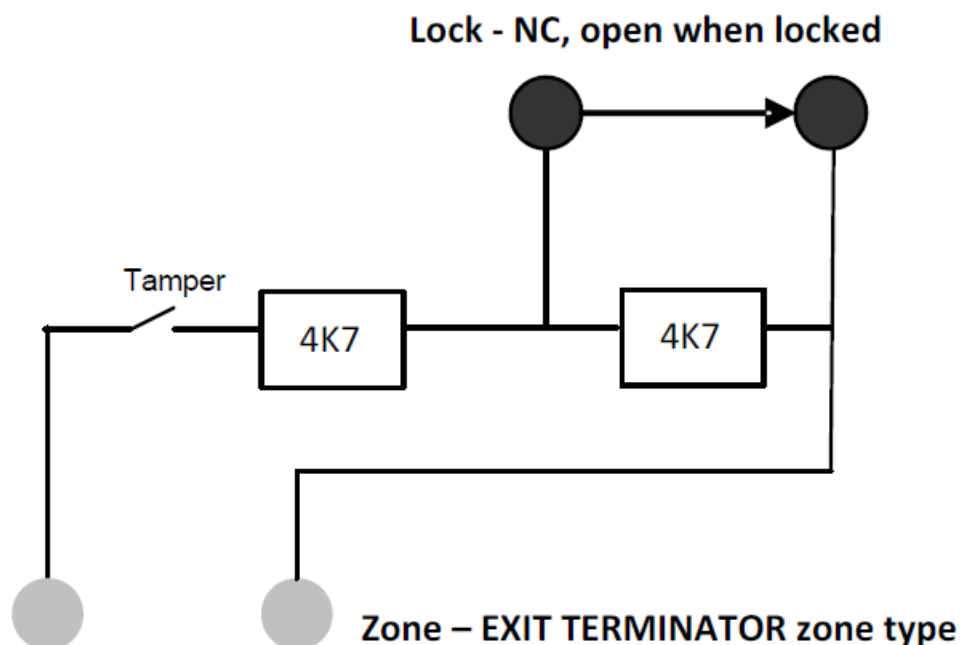 Lock - NC, open when locked
Tamper
4K7
4K7
Zone – EXIT TERMINATOR zone type